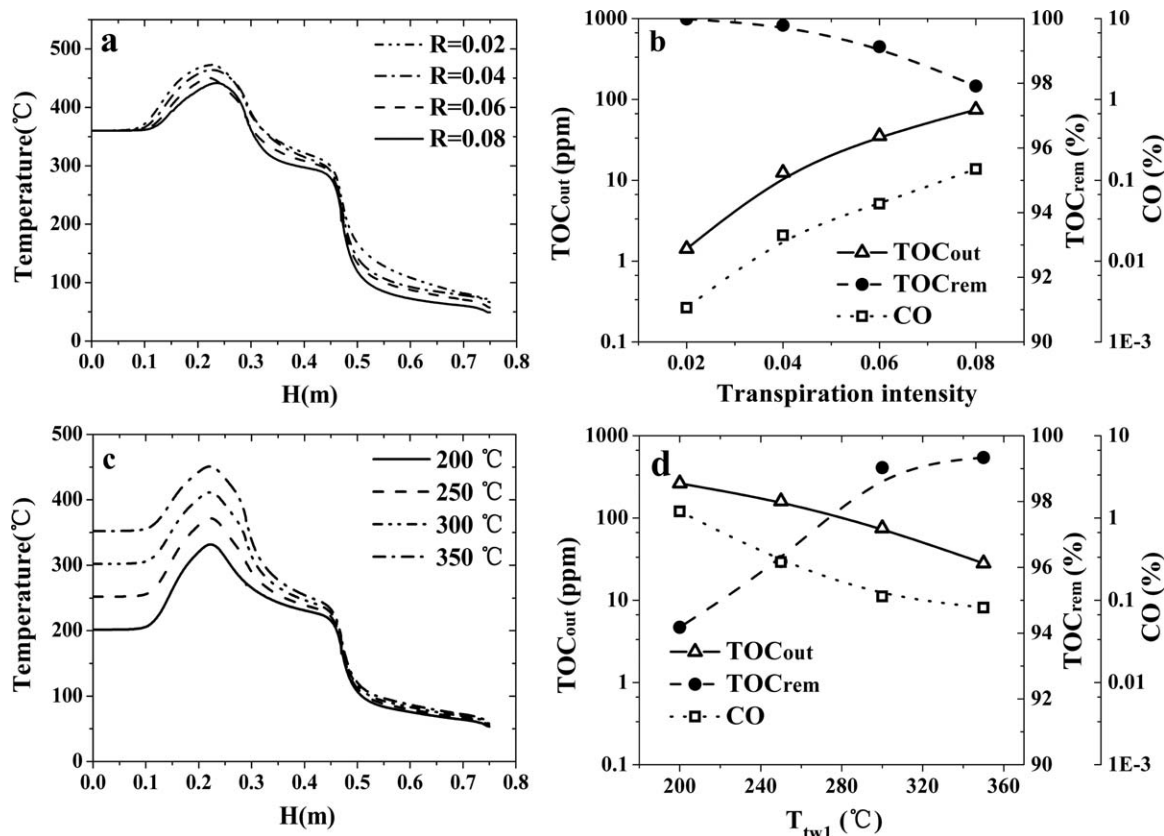 a
Temperature(℃)
500
400
300
200
100
0
0.0 0.1 0.2 0.3 0.4 0.5 0.6 0.7 0.8
H(m)
R=0.02
R=0.04
R=0.06
R=0.08
b
TOCout (ppm)
1000
100
10
1
0.1
0.02 0.04 0.06 0.08
Transpiration intensity
TOCout
TOCrem
CO
100
98
97
96
94
93
91
90
TOCrem (%)
10
1
0.1
0.01
1E-3
CO (%)
c
Temperature(℃)
500
400
300
200
100
0
0.0 0.1 0.2 0.3 0.4 0.5 0.6 0.7 0.8
H(m)
200 ℃
250 ℃
300 ℃
350 ℃
d
TOCout (ppm)
1000
100
10
1
0.1
200 240 280 320 360
Ttw1 (℃)
TOCout
TOCrem
CO
100
98
96
94
92
90
TOCrem (%)
10
1
0.1
0.01
1E-3
CO (%)